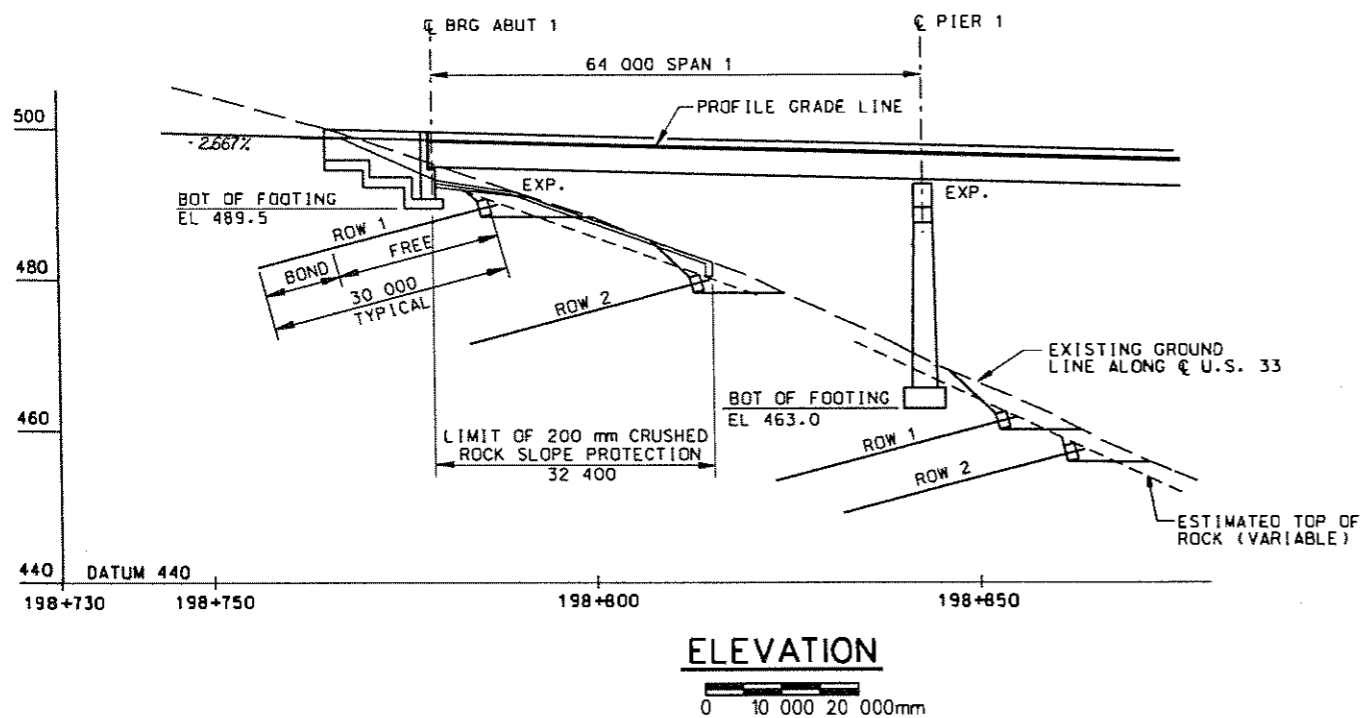 ℄ BRG ABUT 1
℄ PIER 1
64 000 SPAN 1
PROFILE GRADE LINE
500
-2.667%
EXP.
EXP.
BOT OF FOOTING
EL 489.5
ROW 1
FREE
BOND
30 000
TYPICAL
480
ROW 2
EXISTING GROUND
LINE ALONG ℄ U.S. 33
BOT OF FOOTING
EL 463.0
460
LIMIT OF 200 mm CRUSHED
ROCK SLOPE PROTECTION
32 400
ROW 1
ROW 2
ESTIMATED TOP OF
ROCK (VARIABLE)
440
DATUM 440
198+730
198+750
198+800
198+850
ELEVATION
0 10 000 20 000mm